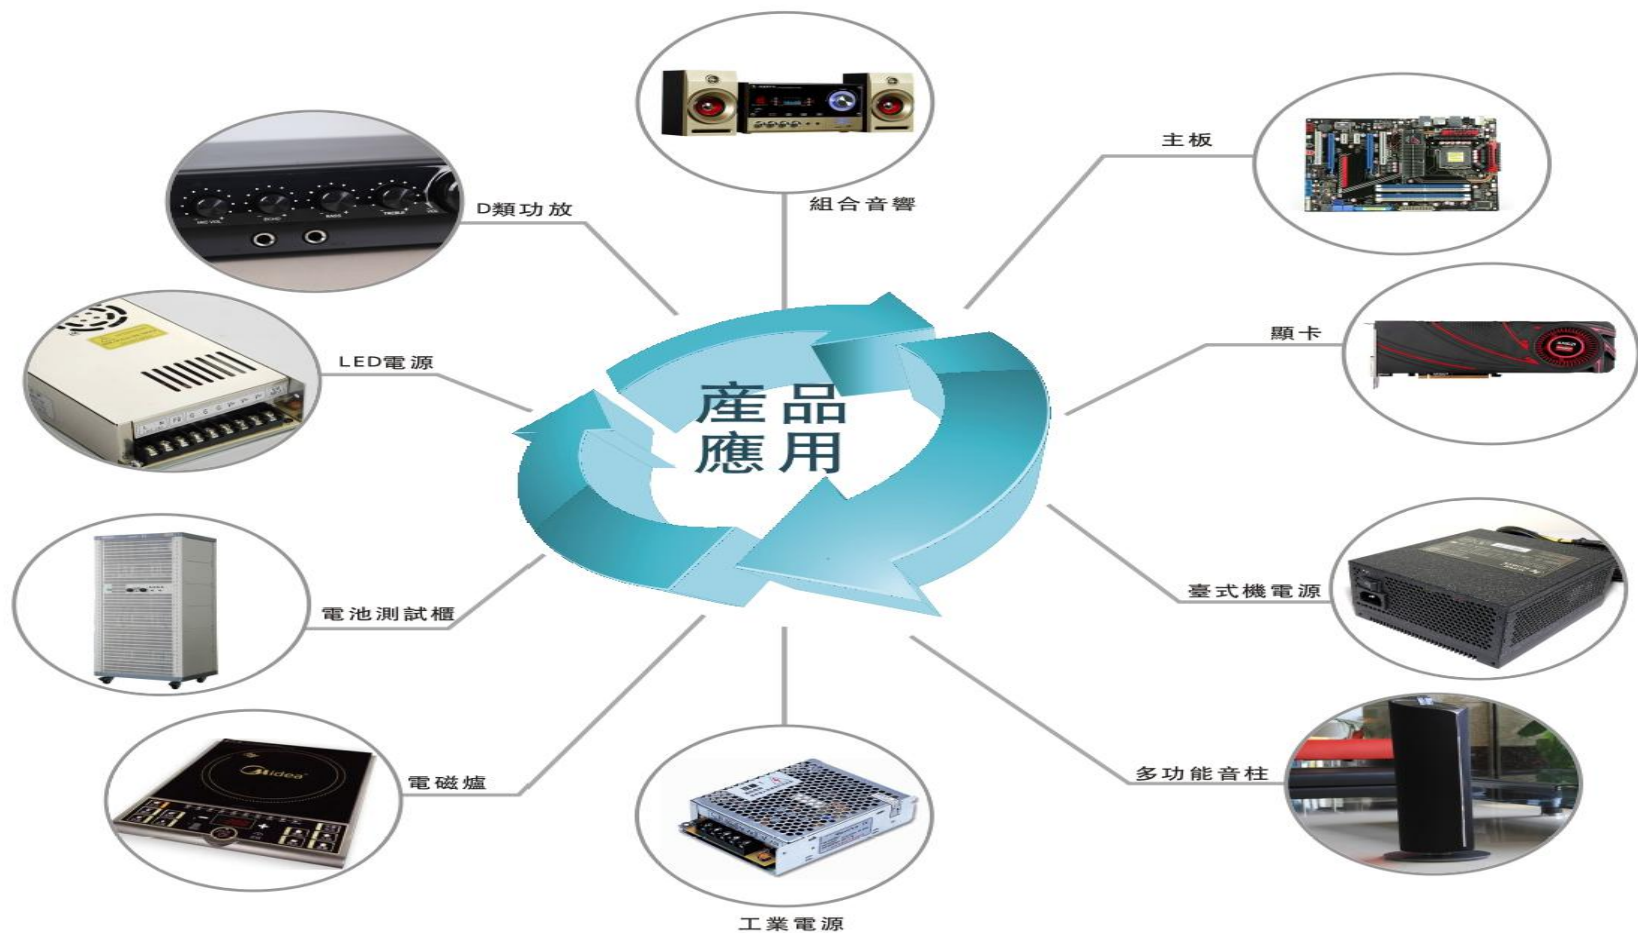 組合音響
主板
D類功放
顯卡
LED電源
産品
應用
臺式機電源
電池測試櫃
多功能音柱
電磁爐
Midea
工業電源